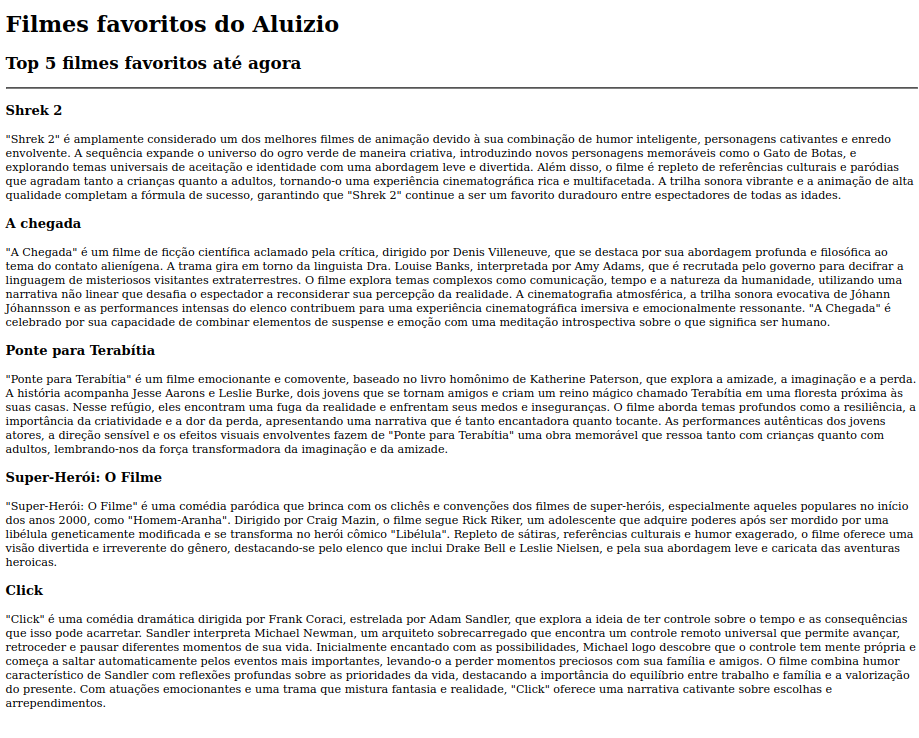 Filmes favoritos do Aluizio
Top 5 filmes favoritos até agora
Shrek 2
"Shrek 2" é amplamente considerado um dos melhores filmes de animação devido à sua combinação de humor inteligente, personagens cativantes e enredo
envolvente. A sequência expande o universo do ogro verde de maneira criativa, introduzindo novos personagens memoráveis como o Gato de Botas, e
explorando temas universais de aceitação e identidade com uma abordagem leve e divertida. Além disso, o filme é repleto de referências culturais e paródias
que agradam tanto a crianças quanto a adultos, tornando-o uma experiência cinematográfica rica e multifacetada. A trilha sonora vibrante e a animação de alta
qualidade completam a fórmula de sucesso, garantindo que "Shrek 2" continue a ser um favorito duradouro entre espectadores de todas as idades.
A chegada
"A Chegada" é um filme de ficção científica aclamado pela crítica, dirigido por Denis Villeneuve, que se destaca por sua abordagem profunda e filosófica ao
tema do contato alienígena. A trama gira em torno da linguista Dra. Louise Banks, interpretada por Amy Adams, que é recrutada pelo governo para decifrar a
linguagem de misteriosos visitantes extraterrestres. O filme explora temas complexos como comunicação, tempo e a natureza da humanidade, utilizando uma
narrativa não linear que desafia o espectador a reconsiderar sua percepção da realidade. A cinematografia atmosférica, a trilha sonora evocativa de Jóhann
Jóhannsson e as performances intensas do elenco contribuem para uma experiência cinematográfica imersiva e emocionalmente ressonante. "A Chegada" é
celebrado por sua capacidade de combinar elementos de suspense e emoção com uma meditação introspectiva sobre o que significa ser humano.
Ponte para Terabítia
"Ponte para Terabítia" é um filme emocionante e comovente, baseado no livro homônimo de Katherine Paterson, que explora a amizade, a imaginação e a perda.
A história acompanha Jesse Aarons e Leslie Burke, dois jovens que se tornam amigos e criam um reino mágico chamado Terabítia em uma floresta próxima às
suas casas. Nesse refúgio, eles encontram uma fuga da realidade e enfrentam seus medos e inseguranças. O filme aborda temas profundos como a resiliência, a
importância da criatividade e a dor da perda, apresentando uma narrativa que é tanto encantadora quanto tocante. As performances autênticas dos jovens
atores, a direção sensível e os efeitos visuais envolventes fazem de "Ponte para Terabítia" uma obra memorável que ressoa tanto com crianças quanto com
adultos, lembrando-nos da força transformadora da imaginação e da amizade.
Super-Herói: O Filme
"Super-Herói: O Filme" é uma comédia paródica que brinca com os clichês e convenções dos filmes de super-heróis, especialmente aqueles populares no início
dos anos 2000, como "Homem-Aranha". Dirigido por Craig Mazin, o filme segue Rick Riker, um adolescente que adquire poderes após ser mordido por uma
libélula geneticamente modificada e se transforma no herói cômico "Libélula". Repleto de sátiras, referências culturais e humor exagerado, o filme oferece uma
visão divertida e irreverente do gênero, destacando-se pelo elenco que inclui Drake Bell e Leslie Nielsen, e pela sua abordagem leve e caricata das aventuras
heroicas.
Click
"Click" é uma comédia dramática dirigida por Frank Coraci, estrelada por Adam Sandler, que explora a ideia de ter controle sobre o tempo e as consequências
que isso pode acarretar. Sandler interpreta Michael Newman, um arquiteto sobrecarregado que encontra um controle remoto universal que permite avançar,
retroceder e pausar diferentes momentos de sua vida. Inicialmente encantado com as possibilidades, Michael logo descobre que o controle tem mente própria e
começa a saltar automaticamente pelos eventos mais importantes, levando-o a perder momentos preciosos com sua família e amigos. O filme combina humor
característico de Sandler com reflexões profundas sobre as prioridades da vida, destacando a importância do equilíbrio entre trabalho e família e a valorização
do presente. Com atuações emocionantes e uma trama que mistura fantasia e realidade, "Click" oferece uma narrativa cativante sobre escolhas e
arrependimentos.